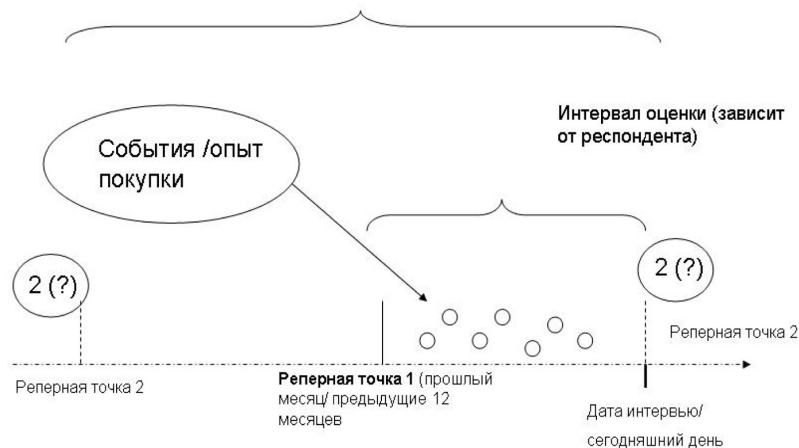 Интервал оценки (зависит
от респондента)
События /опыт
покупки
2 (?)
2 (?)
Реперная точка 2
Реперная точка 2
Реперная точка 1 (прошлый
месяц/ предыдущие 12
месяцев
Дата интервью/
сегодняшний день